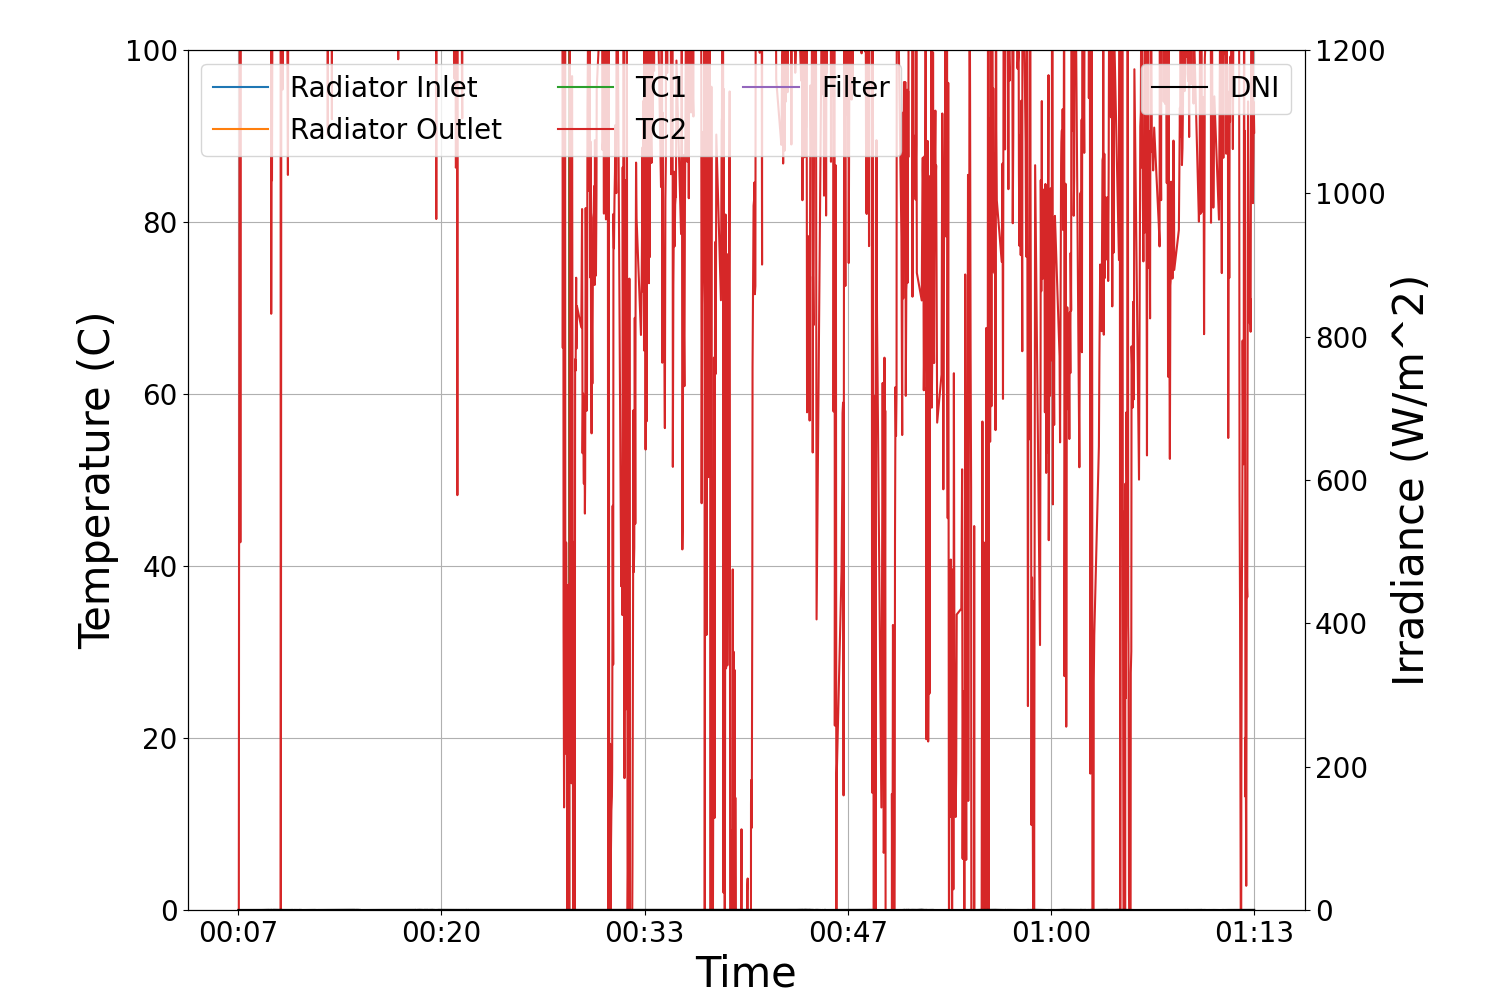 Radiator Inlet
Radiator Outlet
TC1
TC2
Filter
DNI
Temperature (C)
100
80
60
40
20
0
Irradiance (W/m^2)
1200
1000
800
600
400
200
0
00:07 00:20 00:33 00:47 01:00 01:13
Time